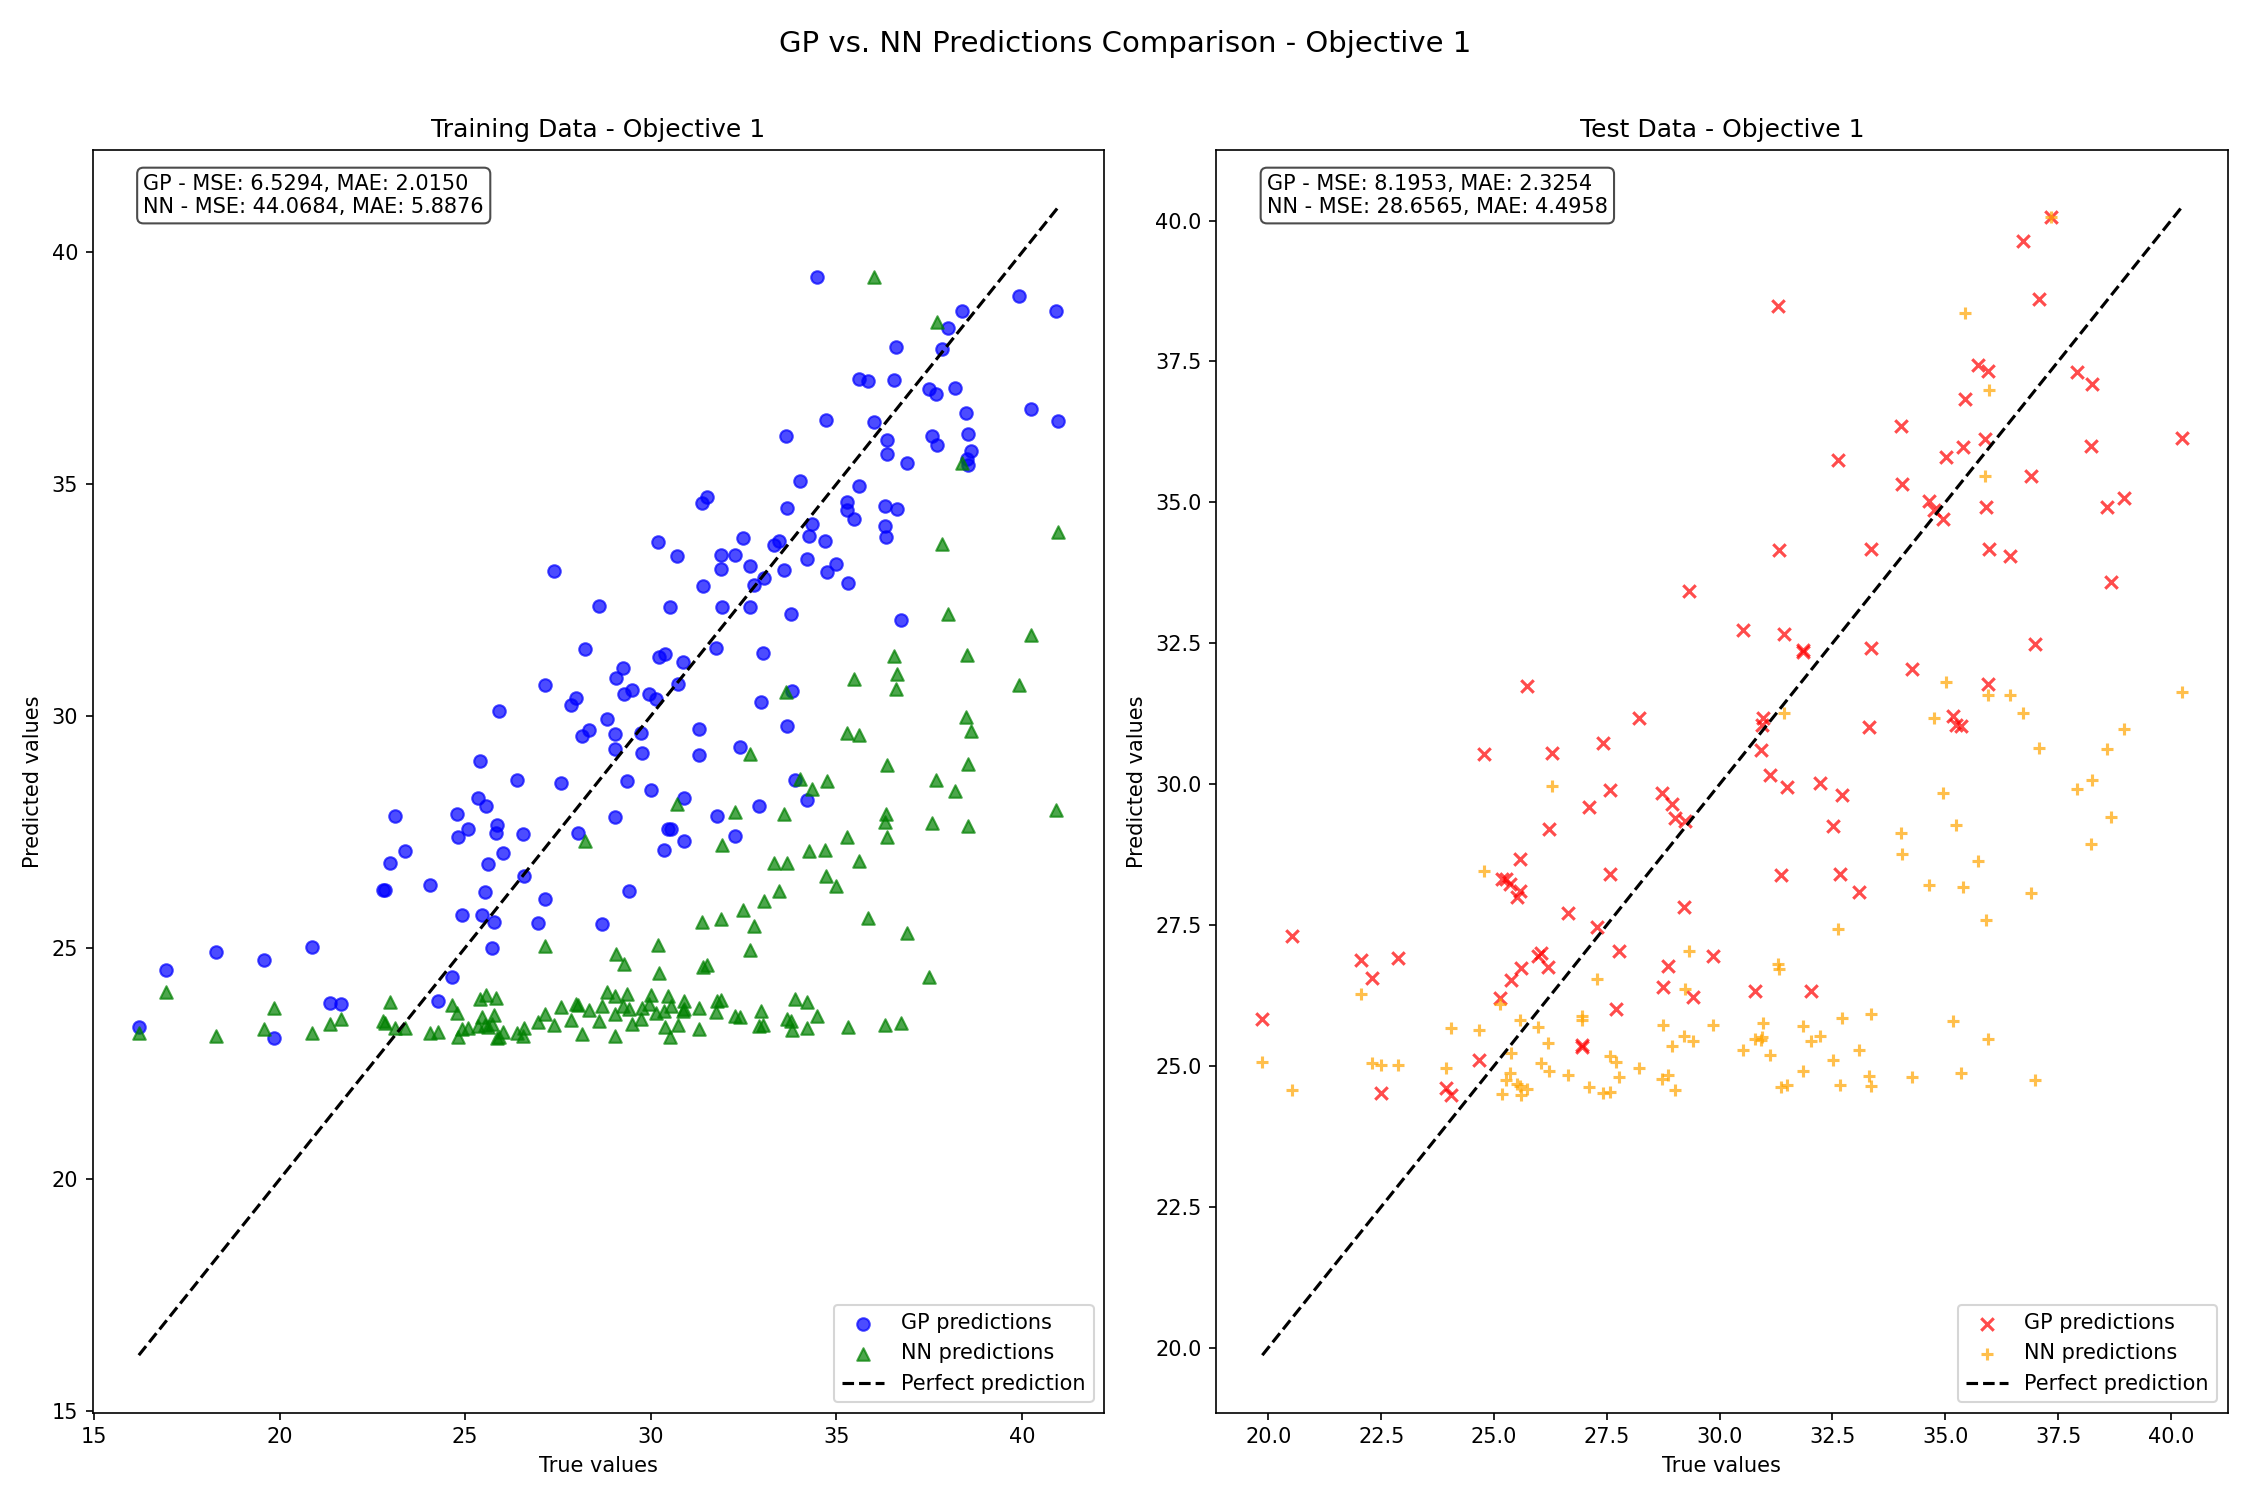 GP vs. NN Predictions Comparison - Objective 1
Training Data - Objective 1
GP - MSE: 6.5294, MAE: 2.0150
NN - MSE: 44.0684, MAE: 5.8876
Predicted values
40
35
30
25
20
15
15
20
25
30
35
40
True values
GP predictions
NN predictions
Perfect prediction
Test Data - Objective 1
GP - MSE: 8.1953, MAE: 2.3254
NN - MSE: 28.6565, MAE: 4.4958
Predicted values
40.0
37.5
35.0
32.5
30.0
27.5
25.0
22.5
20.0
20.0
22.5
25.0
27.5
30.0
32.5
35.0
37.5
40.0
True values
GP predictions
NN predictions
Perfect prediction